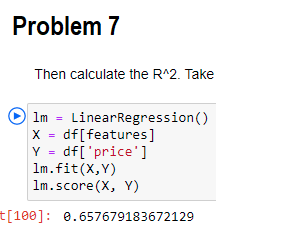 Problem 7
Then calculate the R^2. Take
lm = LinearRegression()
X = df[features]
Y = df['price']
lm.fit(X,Y)
lm.score(X, Y)
t[100]: 0.657679183672129